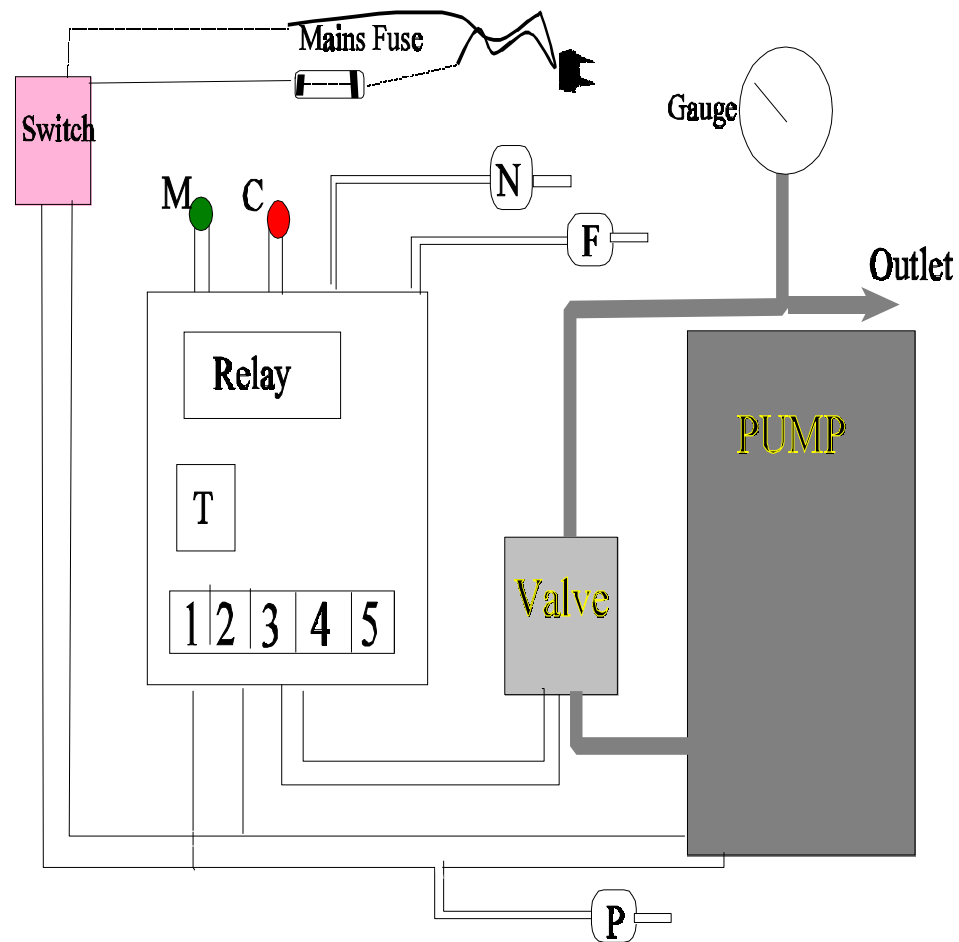 Mains Fuse
Switch
Gauge
M
C
N
F
Outlet
Relay
PUMP
T
Valve
1 2 3 4 5
P